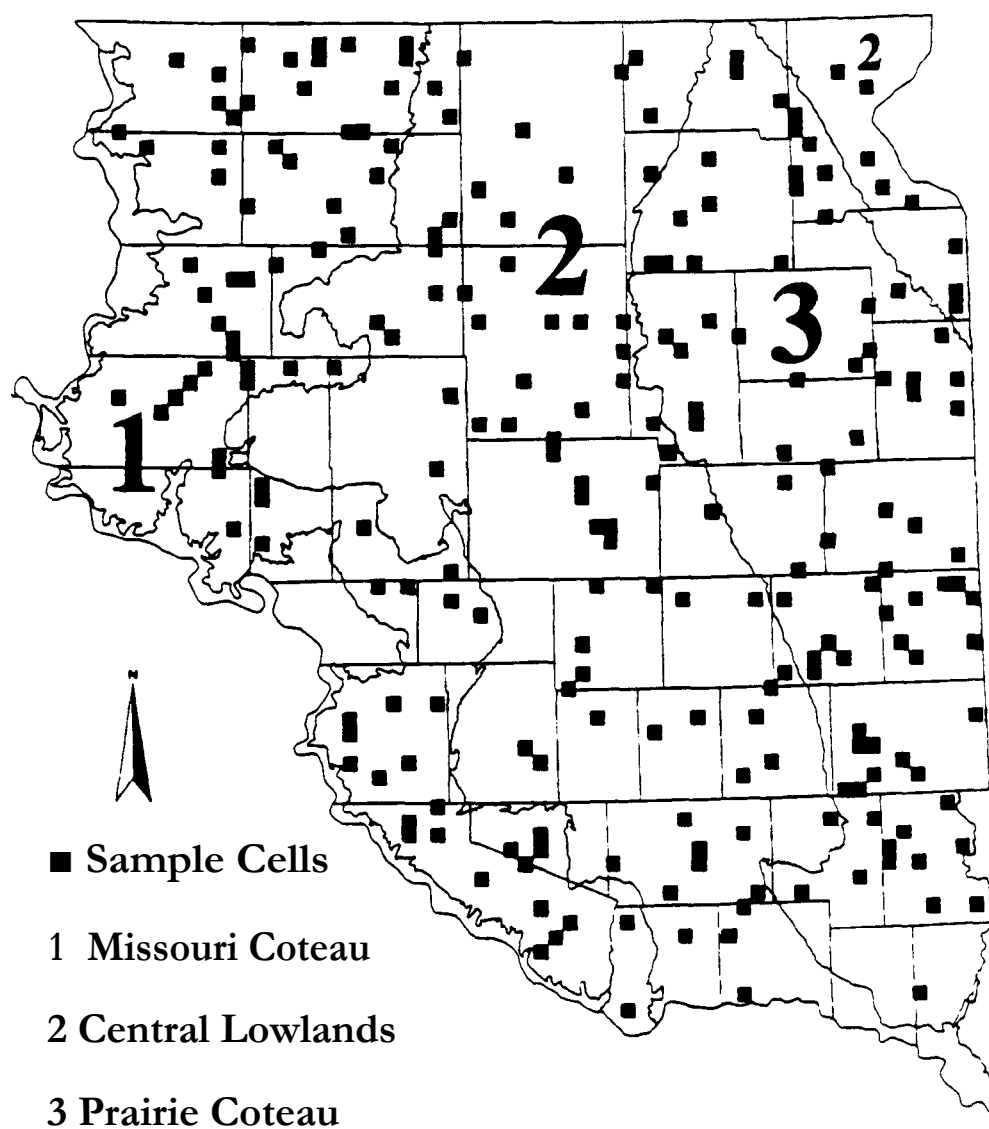 2
2
3
1
N
■ Sample Cells
1 Missouri Coteau
2 Central Lowlands
3 Prairie Coteau